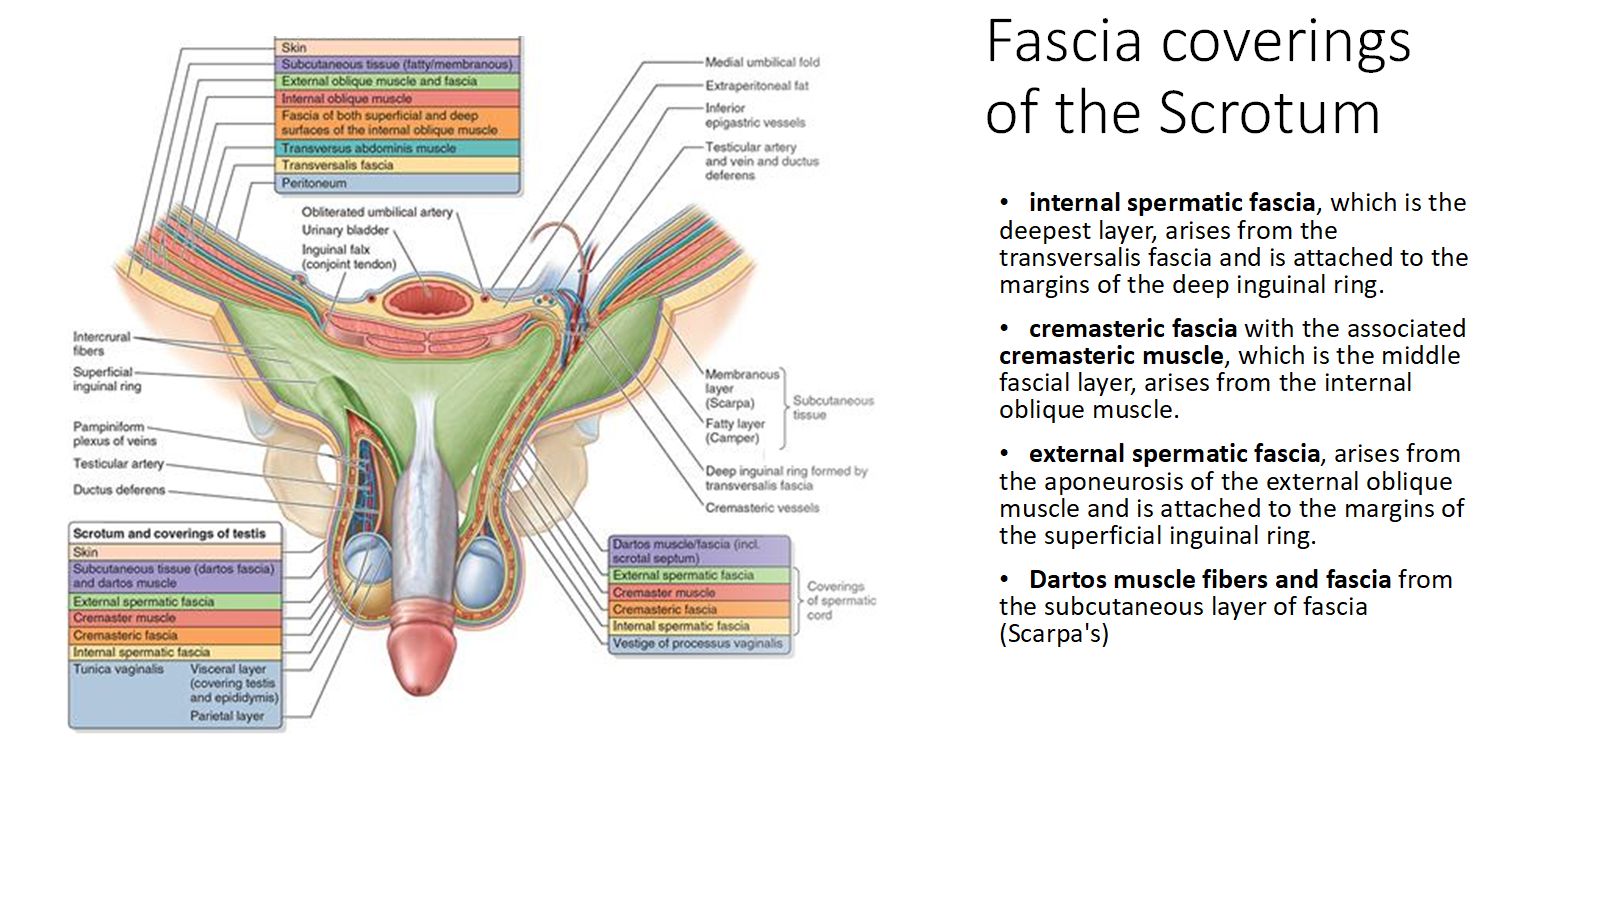 Fascia coverings
of the Scrotum
Skin
Subcutaneous tissue (fatty/membranous)
External oblique muscle and fascia
Internal oblique muscle
Fascia of both superficial and deep
surfaces of the internal oblique muscle
Transversus abdominis muscle
Transversalis fascia
Peritoneum
Obliterated umbilical artery
Urinary bladder
Inguinal falx
(conjoint tendon)
Medial umbilical fold
Extraperitoneal fat
Inferior
epigastric vessels
Testicular artery
and vein and ductus
deferens
Intercrural
fibers
Superficial
inguinal ring
Pampiniform
plexus of veins
Testicular artery
Ductus deferens
Membranous
layer
(Scarpa)
Fatty layer
(Camper)
Subcutaneous
tissue
Deep inguinal ring formed by
transversalis fascia
Cremasteric vessels
Scrotum and coverings of testis
Skin
Subcutaneous tissue (dartos fascia)
and dartos muscle
External spermatic fascia
Cremaster muscle
Cremasteric fascia
Internal spermatic fascia
Tunica vaginalis
Visceral layer
(covering testis
and epididymis)
Parietal layer
Dartos muscle/fascia (incl.
scrotal septum)
External spermatic fascia
Cremaster muscle
Cremasteric fascia
Internal spermatic fascia
Vestige of processus vaginalis
Coverings
of spermatic
cord
• internal spermatic fascia, which is the
deepest layer, arises from the
transversalis fascia and is attached to the
margins of the deep inguinal ring.
• cremasteric fascia with the associated
cremasteric muscle, which is the middle
fascial layer, arises from the internal
oblique muscle.
• external spermatic fascia, arises from
the aponeurosis of the external oblique
muscle and is attached to the margins of
the superficial inguinal ring.
• Dartos muscle fibers and fascia from
the subcutaneous layer of fascia
(Scarpa's)